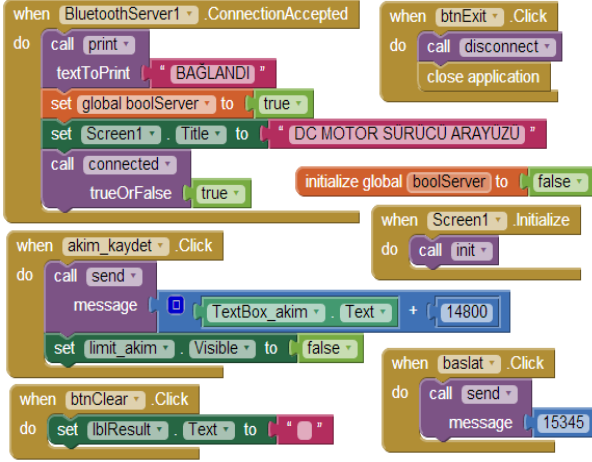 when BluetoothServer1 .ConnectionAccepted
do call print
textToPrint " BAĞLANDI "
set global boolServer to true
set Screen1 . Title to " DC MOTOR SÜRÜCÜ ARAYÜZÜ "
call connected
trueOrFalse true
when btnExit .Click
do call disconnect
close application
initialize global boolServer to false
when Screen1 .Initialize
do call init
when akim_kaydet .Click
do call send
message TextBox_akim . Text + 14800
set limit_akim . Visible to false
when btnClear .Click
do set lblResult . Text to " "
when baslat .Click
do call send
message 15345